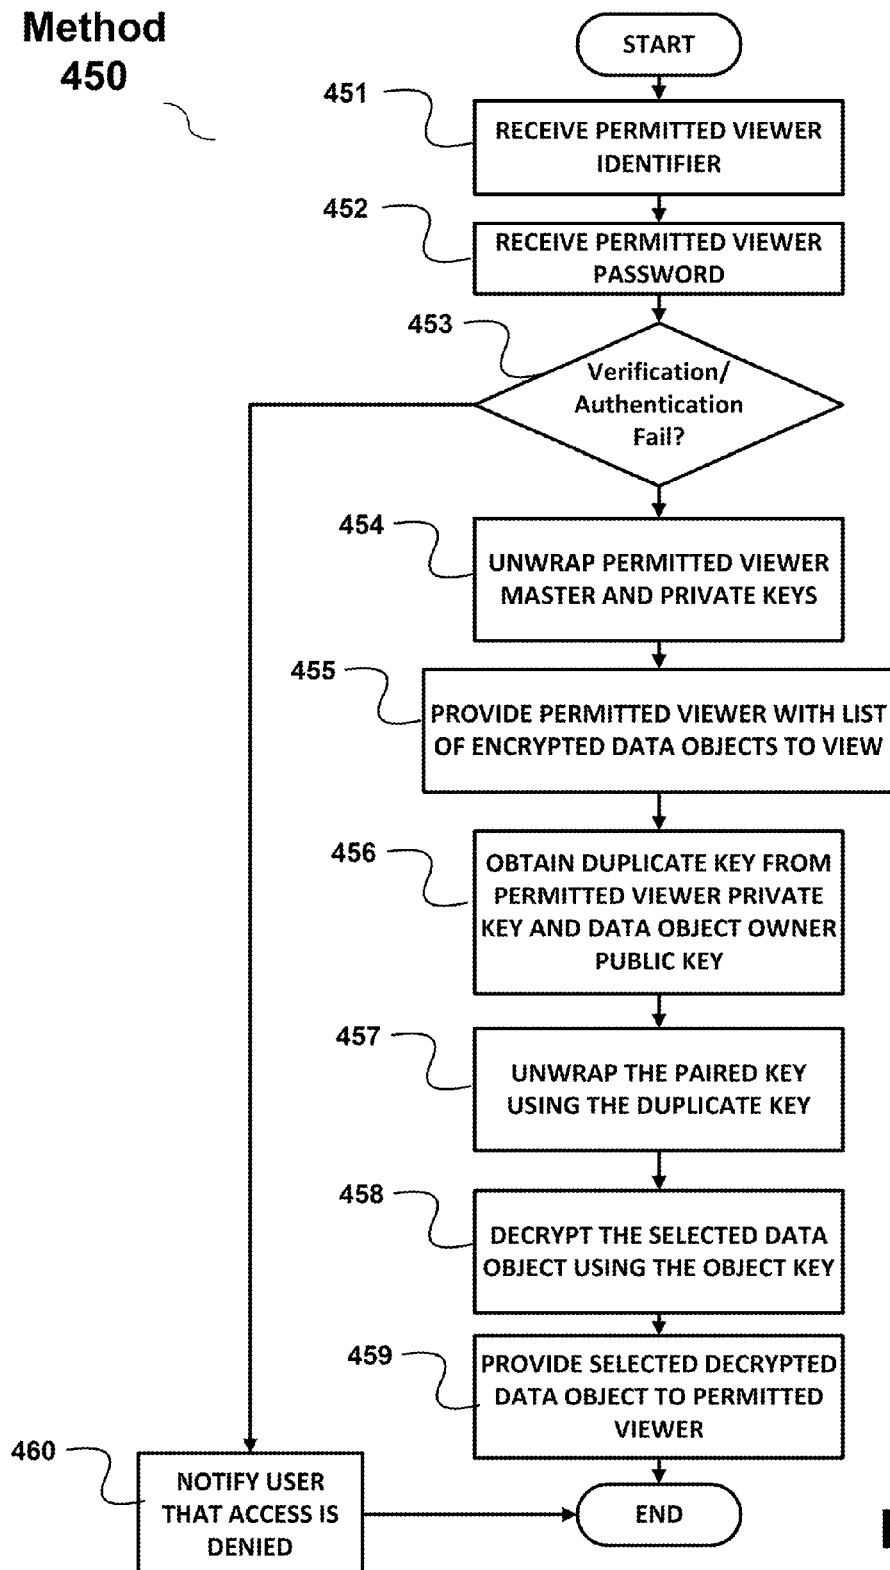 Method
450
START
451
RECEIVE PERMITTED VIEWER
IDENTIFIER
452
RECEIVE PERMITTED VIEWER
PASSWORD
453
Verification/
Authentication
Fail?
454
UNWRAP PERMITTED VIEWER
MASTER AND PRIVATE KEYS
455
PROVIDE PERMITTED VIEWER WITH LIST
OF ENCRYPTED DATA OBJECTS TO VIEW
456
OBTAIN DUPLICATE KEY FROM
PERMITTED VIEWER PRIVATE
KEY AND DATA OBJECT OWNER
PUBLIC KEY
457
UNWRAP THE PAIRED KEY
USING THE DUPLICATE KEY
458
DECRYPT THE SELECTED DATA
OBJECT USING THE OBJECT KEY
459
PROVIDE SELECTED DECRYPTED
DATA OBJECT TO PERMITTED
VIEWER
460
NOTIFY USER
THAT ACCESS IS
DENIED
END